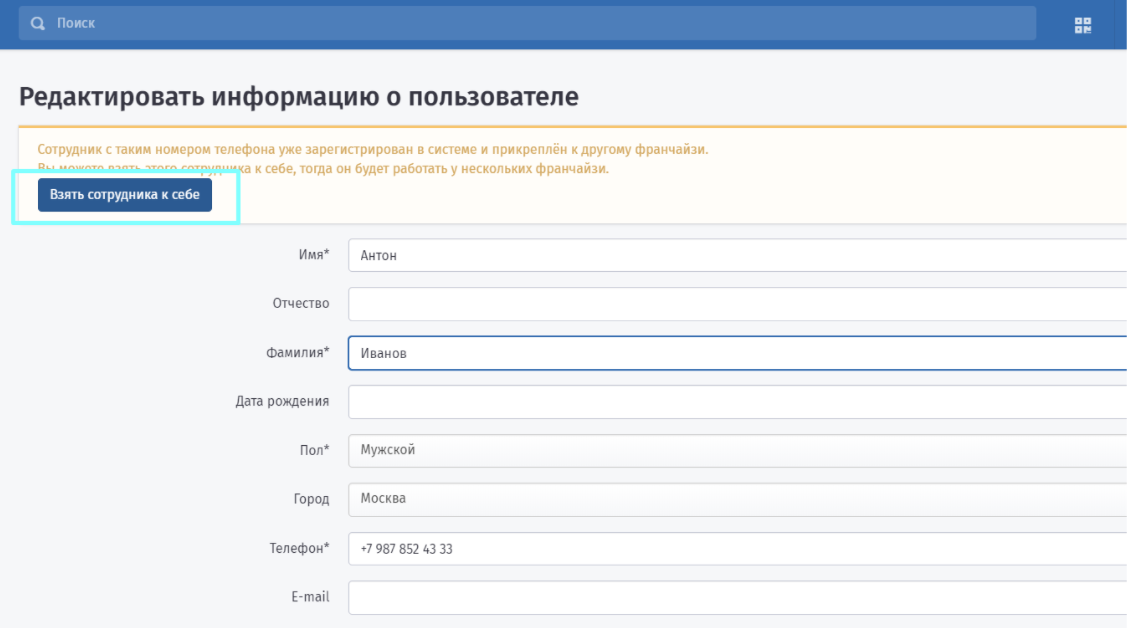 Поиск
Редактировать информацию о пользователе
Сотрудник с таким номером телефона уже зарегистрирован в системе и прикреплён к другому франчайзи.
Вы можете взять этого сотрудника к себе, тогда он будет работать у нескольких франчайзи.
Взять сотрудника к себе
Имя* Антон
Отчество
Фамилия* Иванов
Дата рождения
Пол* Мужской
Город Москва
Телефон* +7 987 852 43 33
E-mail